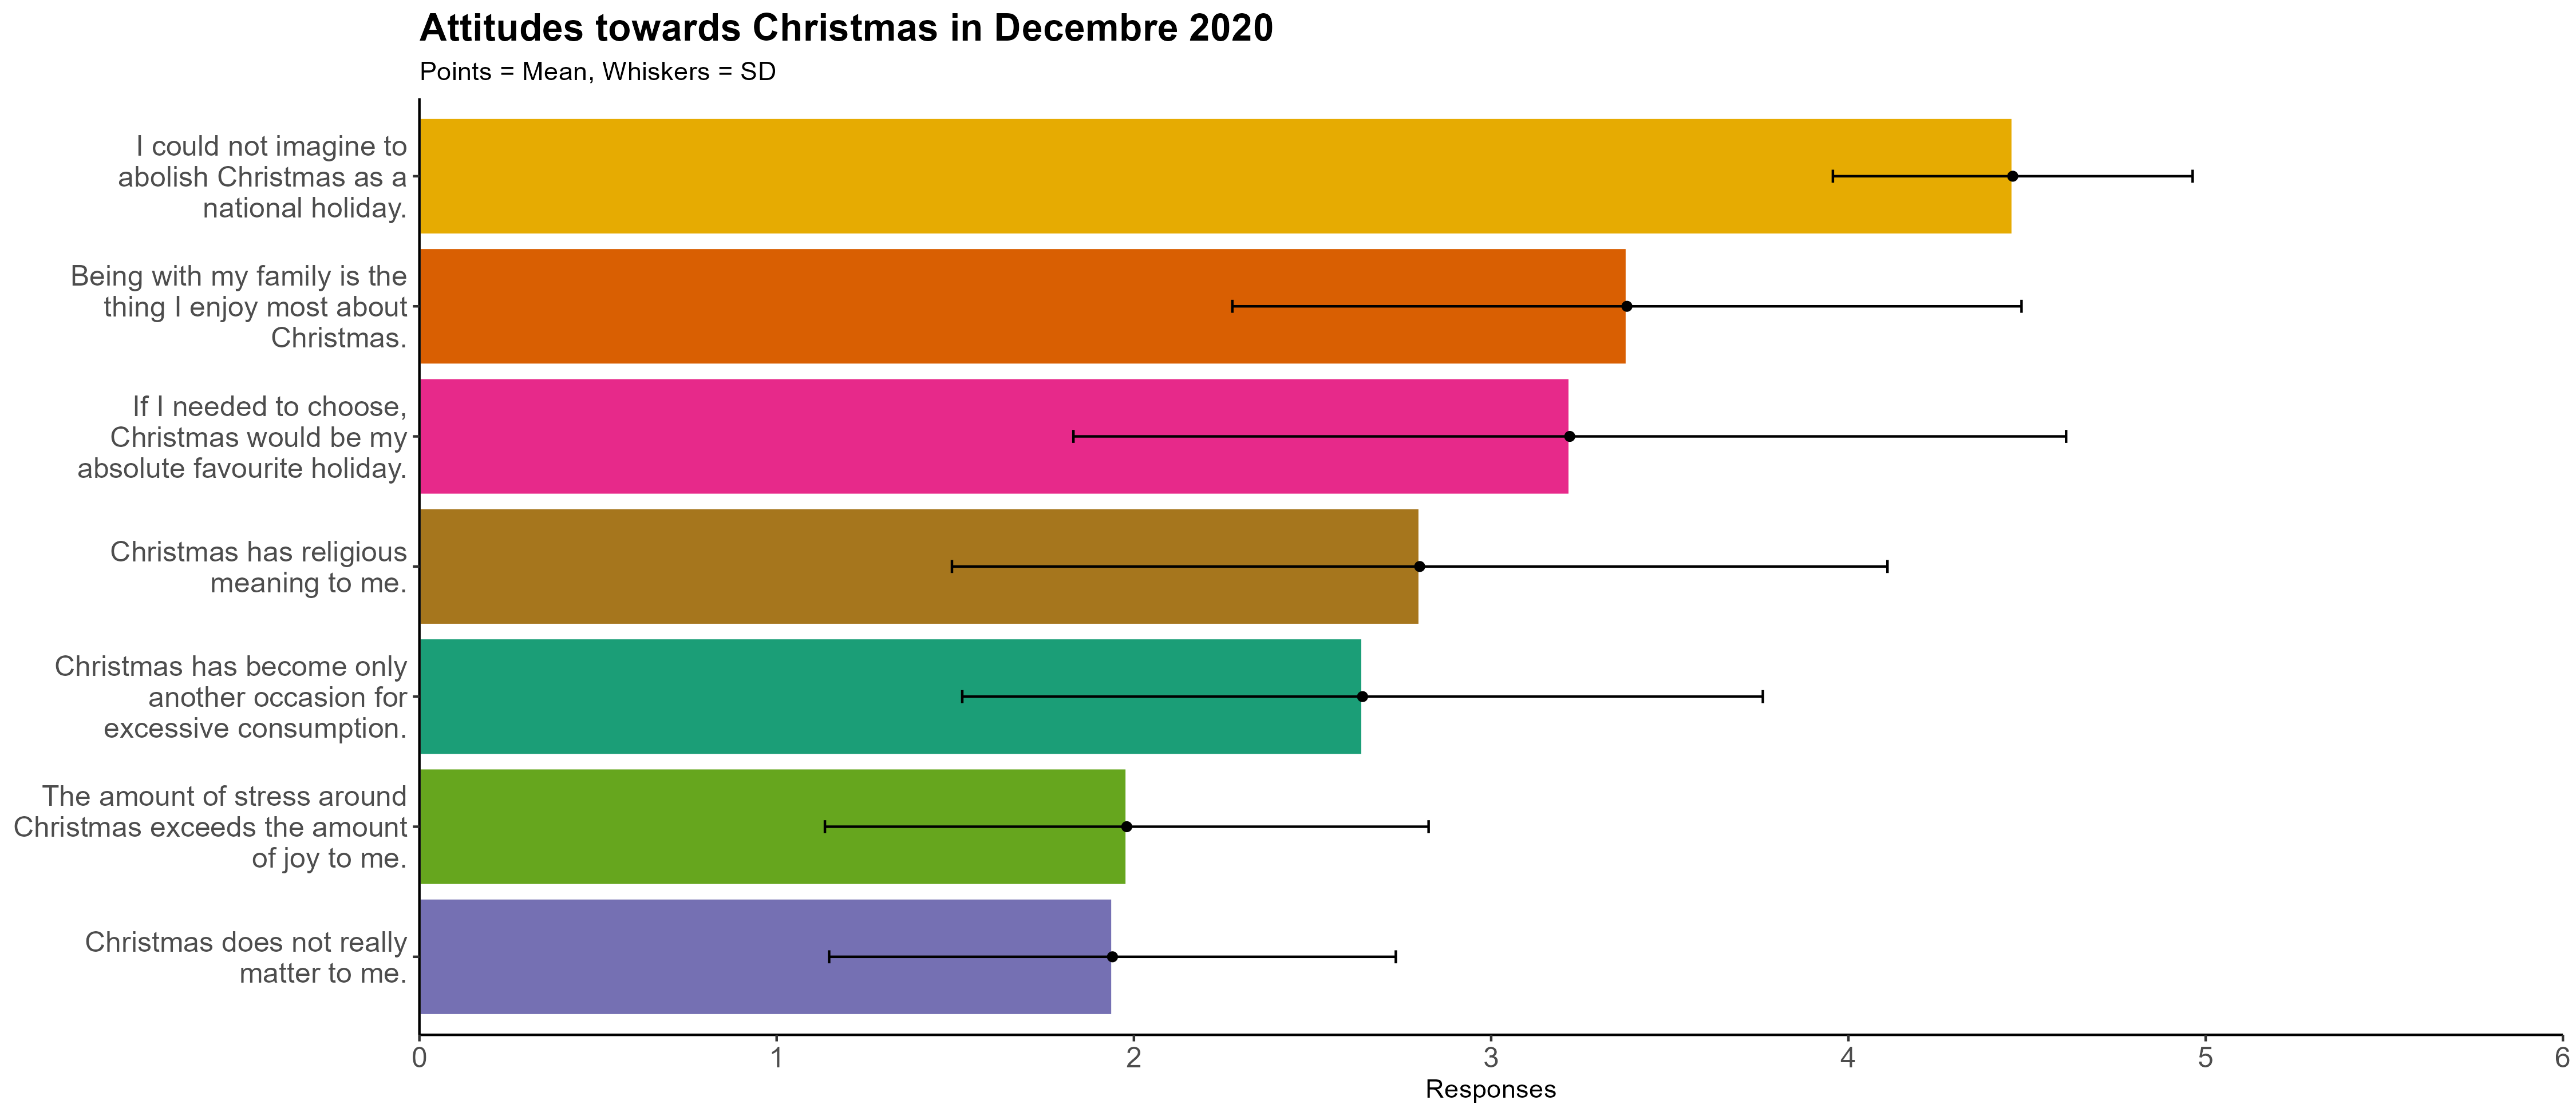 Attitudes towards Christmas in Decembre 2020
Points = Mean, Whiskers = SD
I could not imagine to
abolish Christmas as a
national holiday.
Being with my family is the
thing I enjoy most about
Christmas.
If I needed to choose,
Christmas would be my
absolute favourite holiday.
Christmas has religious
meaning to me.
Christmas has become only
another occasion for
excessive consumption.
The amount of stress around
Christmas exceeds the amount
of joy to me.
Christmas does not really
matter to me.
0 1 2 3 4 5 6
Responses